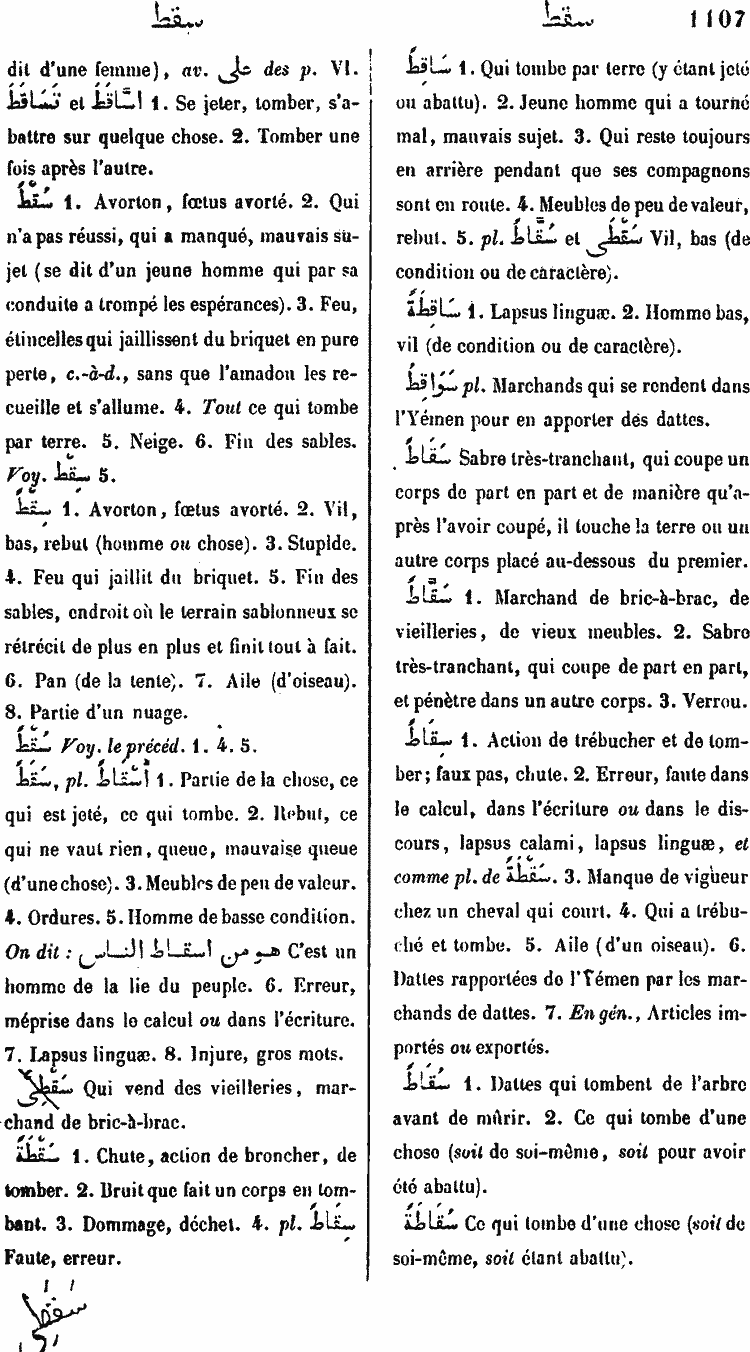 سقط
سقط 1107
dit d'une femme), av. على des p. VI.
تَسَاقَطَ et اسَّاقَطَ 1. Se jeter, tomber, s'a-
battre sur quelque chose. 2. Tomber une
fois après l'autre.
سَُقْطٌ 1. Avorton, fœtus avorté. 2. Qui
n'a pas réussi, qui a manqué, mauvais su-
jet (se dit d'un jeune homme qui par sa
conduite a trompé les espérances). 3. Feu,
étincelles qui jaillissent du briquet en pure
perte, c.-à-d., sans que l'amadou les re-
cueille et s'allume. 4. Tout ce qui tombe
par terre. 5. Neige. 6. Fin des sables.
Voy. سِقْط 5.
سِقْطٌ 1. Avorton, fœtus avorté. 2. Vil,
bas, rebut (homme ou chose). 3. Stupide.
4. Feu qui jaillit du briquet. 5. Fin des
sables, endroit où le terrain sablonneux se
rétrécit de plus en plus et finit tout à fait.
6. Pan (de la tente). 7. Aile (d'oiseau).
8. Partie d'un nuage.
سُقْطٌ Voy. le précéd. 1. 4. 5.
سَقَطٌ, pl. أَسْقَاطٌ 1. Partie de la chose, ce
qui est jeté, ce qui tombe. 2. Rebut, ce
qui ne vaut rien, queue, mauvaise queue
(d'une chose). 3. Meubles de peu de valeur.
4. Ordures. 5. Homme de basse condition.
On dit : هو من اسقاط الناس C'est un
homme de la lie du peuple. 6. Erreur,
méprise dans le calcul ou dans l'écriture.
7. Lapsus linguæ. 8. Injure, gros mots.
Qui vend des vieilleries, mar-
chand de bric-à-brac.
سَقْطَةٌ 1. Chute, action de broncher, de
tomber. 2. Bruit que fait un corps en tom-
bant. 3. Dommage, déchet. 4. pl. سِقَاطٌ
Faute, erreur.
سَقَطِيّ
سَاقِطٌ 1. Qui tombe par terre (y étant jeté
ou abattu). 2. Jeune homme qui a tourné
mal, mauvais sujet. 3. Qui reste toujours
en arrière pendant que ses compagnons
sont en route. 4. Meubles de peu de valeur,
rebut. 5. pl. سُقَّاطٌ et سَقْطَى Vil, bas (de
condition ou de caractère).
سَاقِطَةٌ 1. Lapsus linguæ. 2. Homme bas,
vil (de condition ou de caractère).
سَوَاقِطُ pl. Marchands qui se rendent dans
l'Yémen pour en apporter des dattes.
سَقَاطٌ Sabre très-tranchant, qui coupe un
corps de part en part et de manière qu'a-
près l'avoir coupé, il touche la terre ou un
autre corps placé au-dessous du premier.
سَقَّاطٌ 1. Marchand de bric-à-brac, de
vieilleries, de vieux meubles. 2. Sabre
très-tranchant, qui coupe de part en part,
et pénètre dans un autre corps. 3. Verrou.
سِقَاطٌ 1. Action de trébucher et de tom-
ber; faux pas, chute. 2. Erreur, faute dans
le calcul, dans l'écriture ou dans le dis-
cours, lapsus calami, lapsus linguæ, et
comme pl. de سَقْطَةٌ. 3. Manque de vigueur
chez un cheval qui court. 4. Qui a trébu-
ché et tombe. 5. Aile (d'un oiseau). 6.
Dattes rapportées de l'Yémen par les mar-
chands de dattes. 7. En gén., Articles im-
portés ou exportés.
سُقَاطٌ 1. Dattes qui tombent de l'arbre
avant de mûrir. 2. Ce qui tombe d'une
chose (soit de soi-même, soit pour avoir
été abattu).
سُقَاطَةٌ Ce qui tombe d'une chose (soit de
soi-même, soit étant abattu).